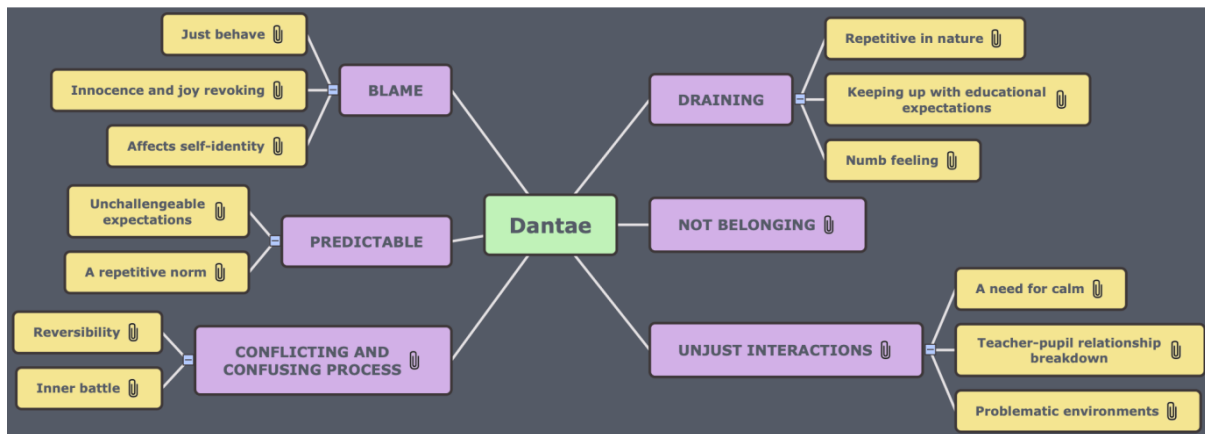 Just behave
Innocence and joy revoking
Affects self-identity
BLAME
Unchallengeable
expectations
A repetitive norm
PREDICTABLE
Reversibility
Inner battle
CONFLICTING AND
CONFUSING PROCESS
Dantae
DRAINING
Repetitive in nature
Keeping up with educational
expectations
Numb feeling
NOT BELONGING
UNJUST INTERACTIONS
A need for calm
Teacher-pupil relationship
breakdown
Problematic environments